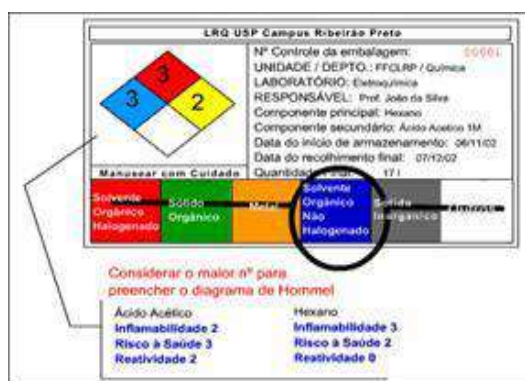 LRQ USP Campus Ribeirão Preto
3
3
2
Manusear com Cuidado
Nº Controle da embalagem: 00001
UNIDADE / DEPTO.: FFCLRP / Química
LABORATÓRIO: Eletroquímica
RESPONSÁVEL: Prof. João da Silva
Componente principal: Hexano
Componente secundário: Ácido Acético 1M
Data do início de armazenamento: 06/11/02
Data do recolhimento final: 07/12/02
Quantidade final: 17 l
Solvente
Orgânico
Halogenado
Sólido
Orgânico
Metal
Solvente
Orgânico
Não
Halogenado
Sólido
Inorgânico
Outros
Considerar o maior nº para
preencher o diagrama de Hommel
Ácido Acético
Inflamabilidade 2
Risco à Saúde 3
Reatividade 2
Hexano
Inflamabilidade 3
Risco à Saúde 2
Reatividade 0